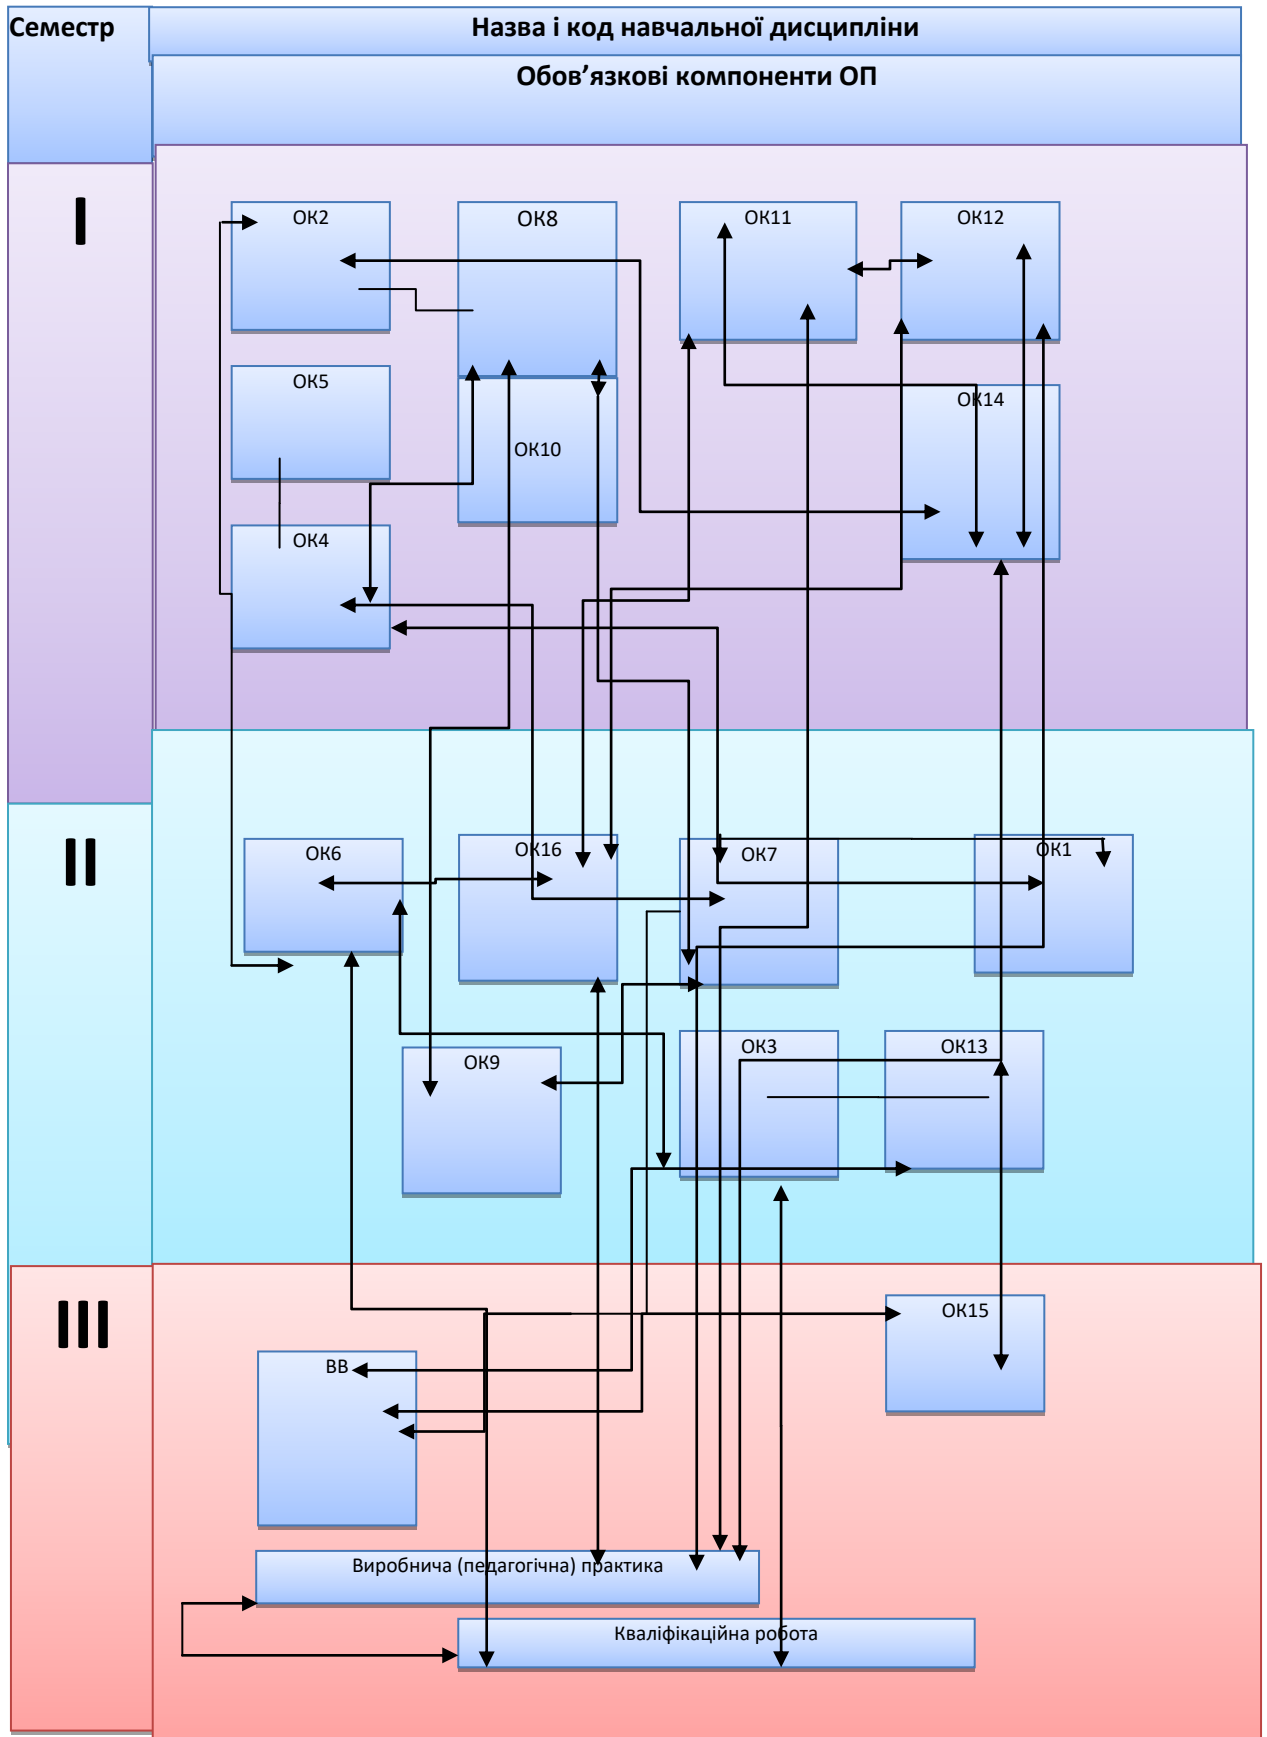 Семестр
Назва і код навчальної дисципліни
Обов’язкові компоненти ОП
I
ОК2
ОК8
ОК11
ОК12
ОК5
ОК14
ОК10
ОК4
II
ОК6
ОК16
ОК7
ОК1
ОК9
ОК3
ОК13
III
ОК15
ВВ
Виробнича (педагогічна) практика
Кваліфікаційна робота